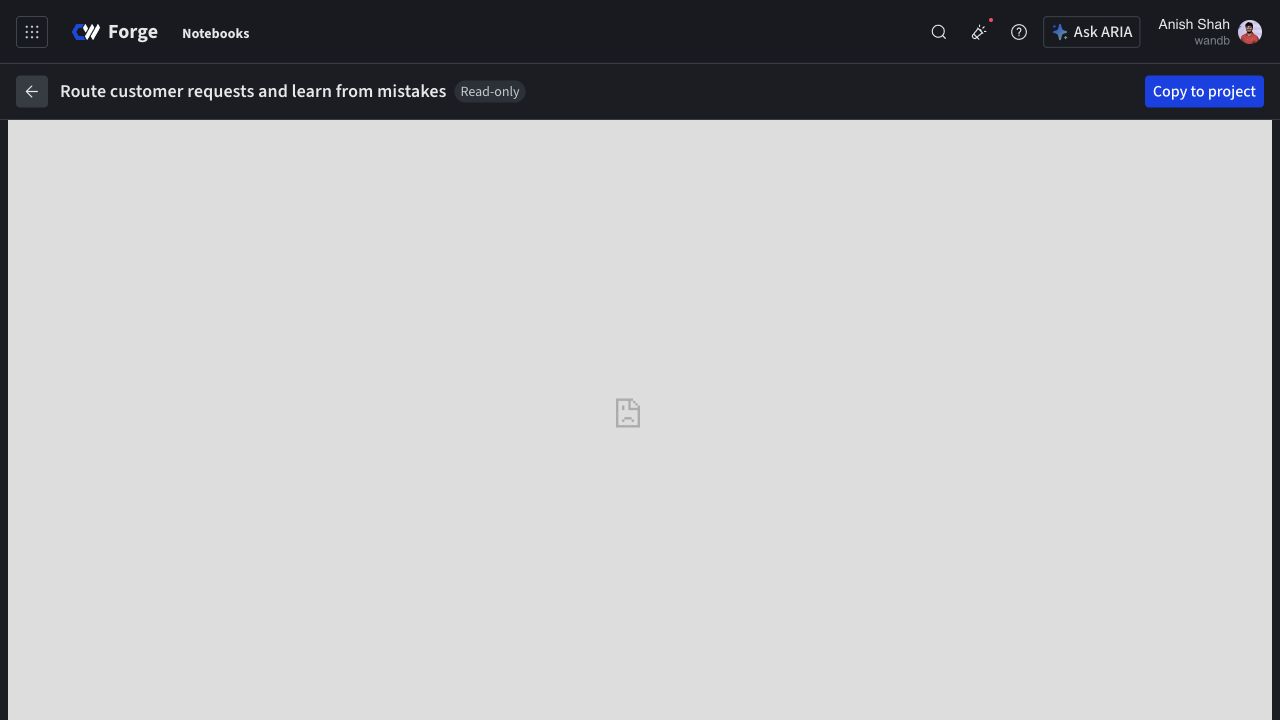 Forge
Notebooks
Ask ARIA
Anish Shah
wandb
Route customer requests and learn from mistakes
Read-only
Copy to project